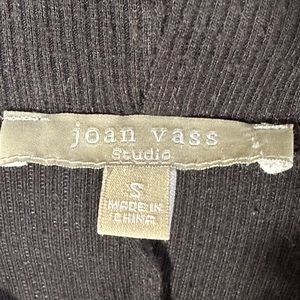 joan vass
studio
S
MADE IN
CHINA